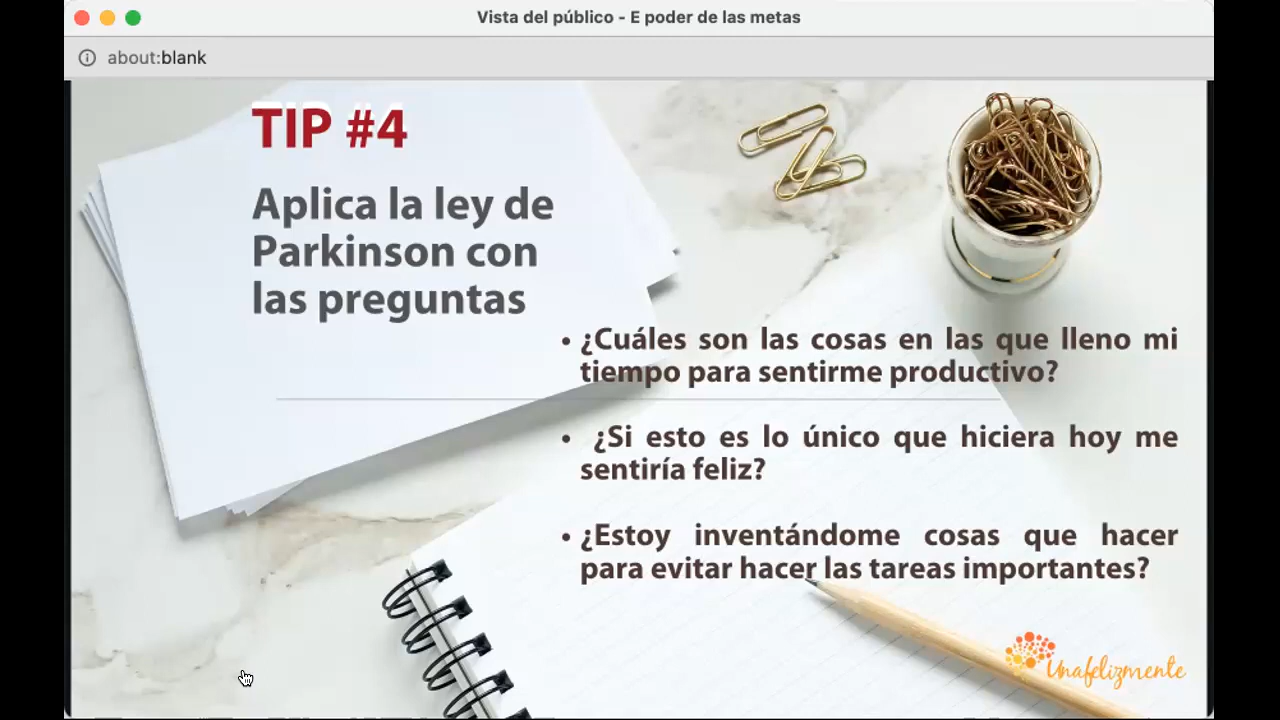 Vista del público - E poder de las metas
about:blank
TIP #4
Aplica la ley de
Parkinson con
las preguntas
• ¿Cuáles son las cosas en las que lleno mi
tiempo para sentirme productivo?
• ¿Si esto es lo único que hiciera hoy me
sentiría feliz?
• ¿Estoy inventándome cosas que hacer
para evitar hacer las tareas importantes?
Unafelizmente